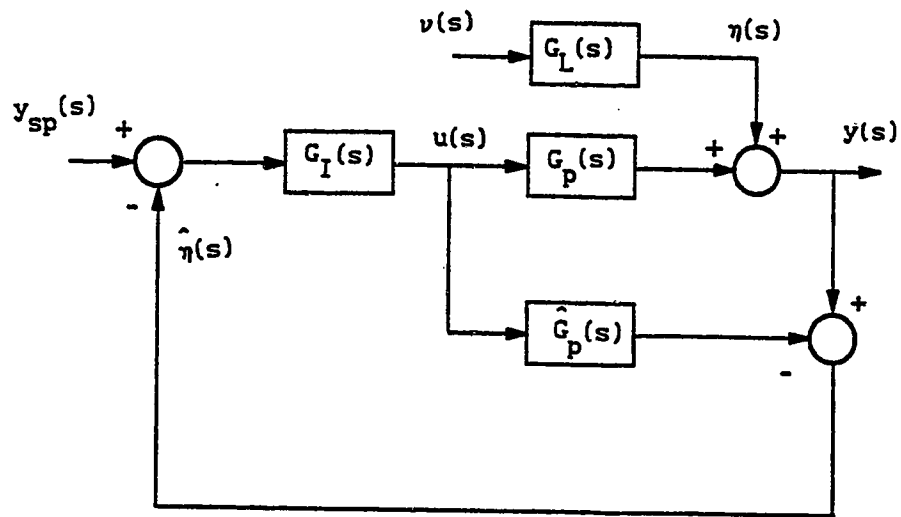 ν(s)
G_L(s)
η(s)
y_sp(s)
+
-
G_I(s)
u(s)
G_p(s)
+
+
y(s)
η̂(s)
Ĝ_p(s)
+
-